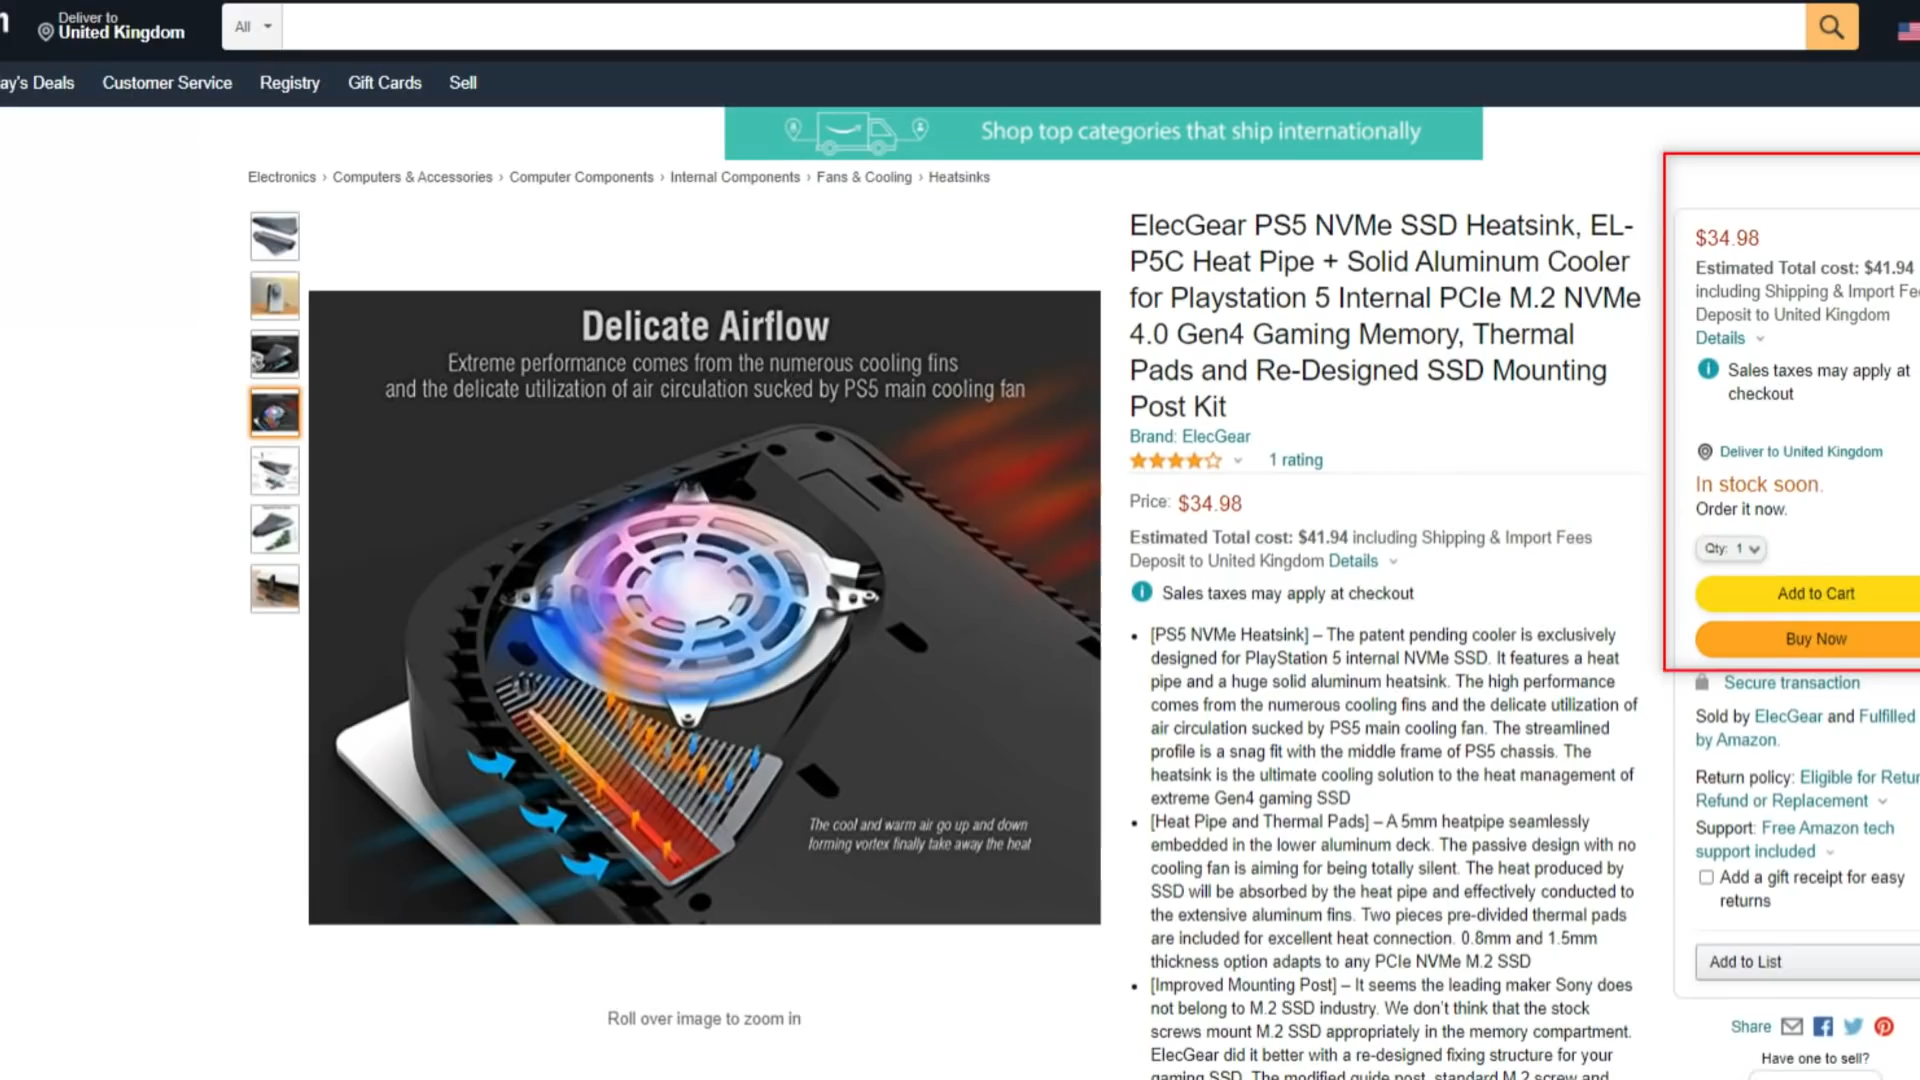 Deliver to
United Kingdom
All
ay's Deals
Customer Service
Registry
Gift Cards
Sell
Shop top categories that ship internationally
Electronics › Computers & Accessories › Computer Components › Internal Components › Fans & Cooling › Heatsinks
Delicate Airflow
Extreme performance comes from the numerous cooling fins
and the delicate utilization of air circulation sucked by PS5 main cooling fan
The cool and warm air go up and down
forming vortex finally take away the heat
Roll over image to zoom in
ElecGear PS5 NVMe SSD Heatsink, EL-
P5C Heat Pipe + Solid Aluminum Cooler
for Playstation 5 Internal PCIe M.2 NVMe
4.0 Gen4 Gaming Memory, Thermal
Pads and Re-Designed SSD Mounting
Post Kit
Brand: ElecGear
1 rating
Price: $34.98
Estimated Total cost: $41.94 including Shipping & Import Fees
Deposit to United Kingdom Details
Sales taxes may apply at checkout
• [PS5 NVMe Heatsink] – The patent pending cooler is exclusively
designed for PlayStation 5 internal NVMe SSD. It features a heat
pipe and a huge solid aluminum heatsink. The high performance
comes from the numerous cooling fins and the delicate utilization of
air circulation sucked by PS5 main cooling fan. The streamlined
profile is a snag fit with the middle frame of PS5 chassis. The
heatsink is the ultimate cooling solution to the heat management of
extreme Gen4 gaming SSD
• [Heat Pipe and Thermal Pads] – A 5mm heatpipe seamlessly
embedded in the lower aluminum deck. The passive design with no
cooling fan is aiming for being totally silent. The heat produced by
SSD will be absorbed by the heat pipe and effectively conducted to
the extensive aluminum fins. Two pieces pre-divided thermal pads
are included for excellent heat connection. 0.8mm and 1.5mm
thickness option adapts to any PCIe NVMe M.2 SSD
• [Improved Mounting Post] – It seems the leading maker Sony does
not belong to M.2 SSD industry. We don't think that the stock
screws mount M.2 SSD appropriately in the memory compartment.
ElecGear did it better with a re-designed fixing structure for your
gaming SSD. The modified guide post, standard M.2 screw and
$34.98
Estimated Total cost: $41.94
including Shipping & Import Fe
Deposit to United Kingdom
Details
Sales taxes may apply at
checkout
Deliver to United Kingdom
In stock soon.
Order it now.
Qty: 1
Add to Cart
Buy Now
Secure transaction
Sold by ElecGear and Fulfilled
by Amazon.
Return policy: Eligible for Retur
Refund or Replacement
Support: Free Amazon tech
support included
Add a gift receipt for easy
returns
Add to List
Share
Have one to sell?